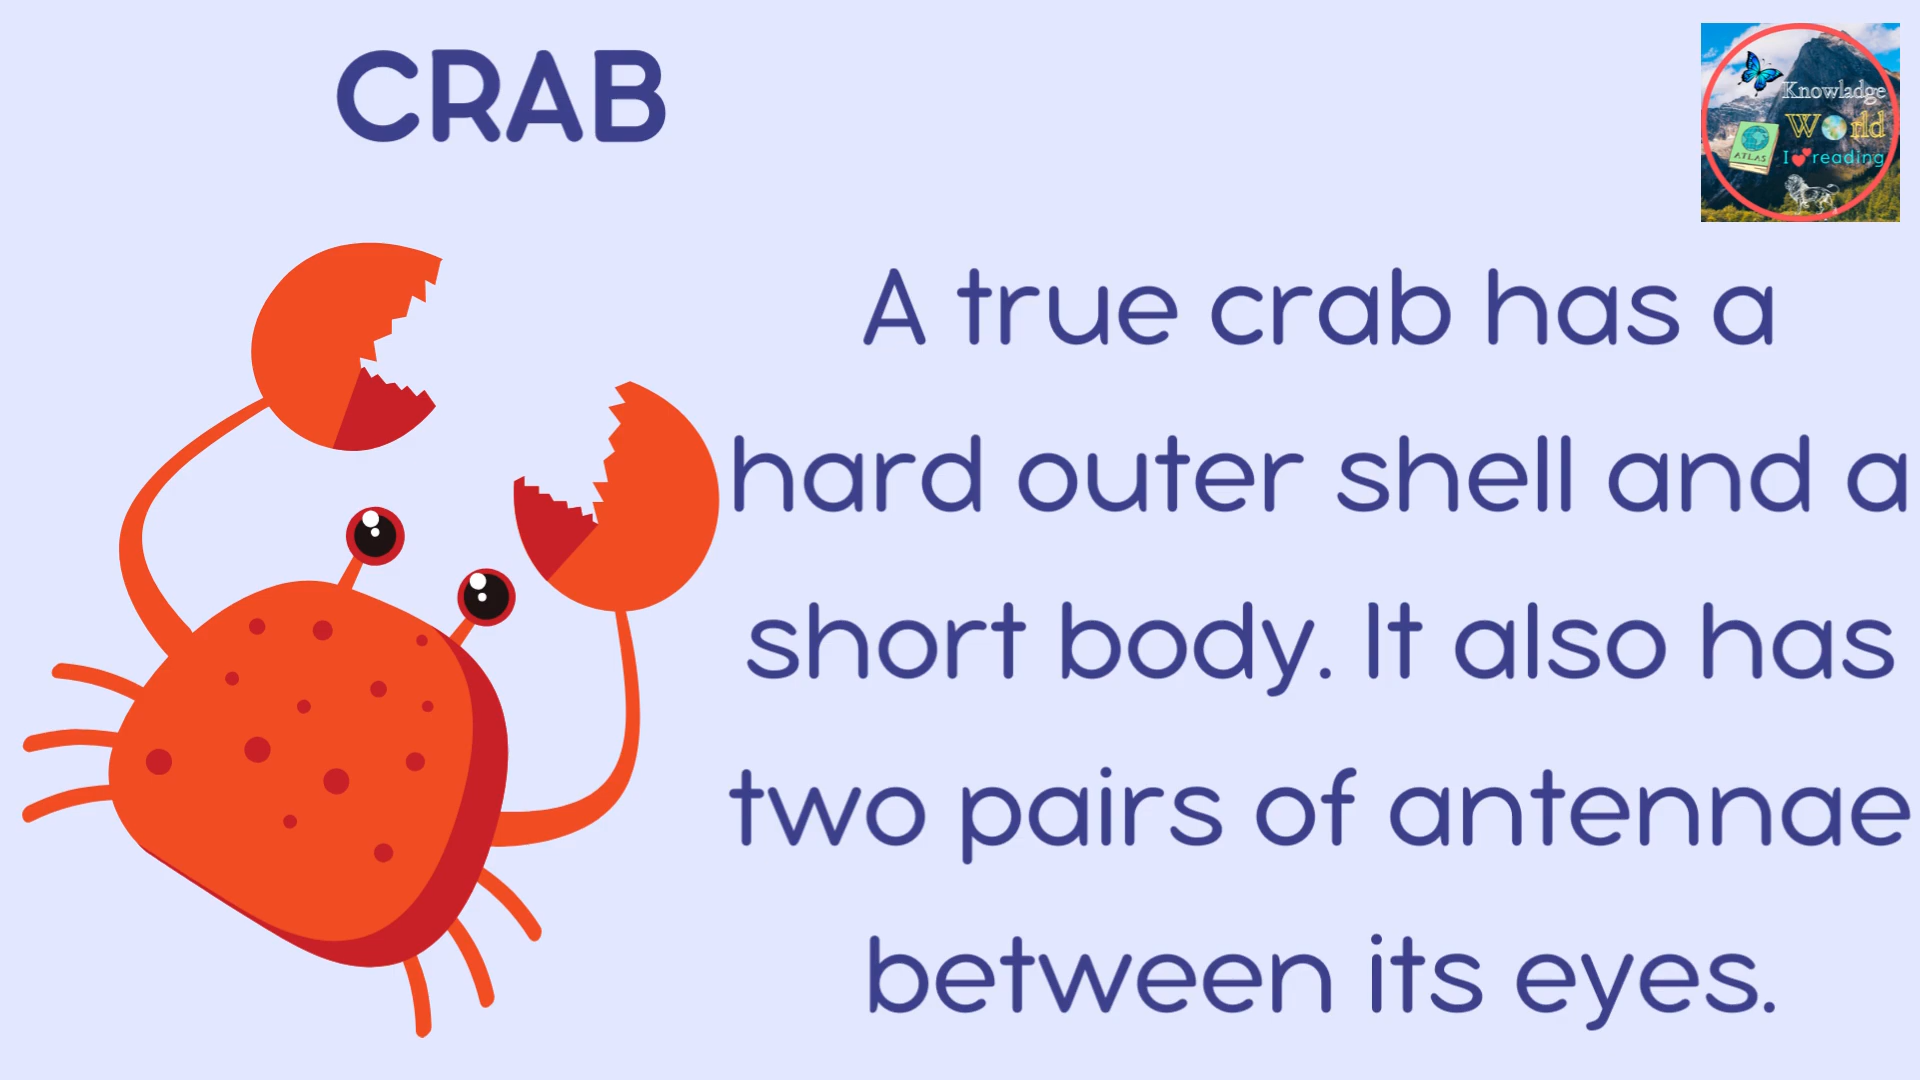 CRAB
Knowladge
World
I reading
ATLAS
A true crab has a
hard outer shell and a
short body. It also has
two pairs of antennae
between its eyes.